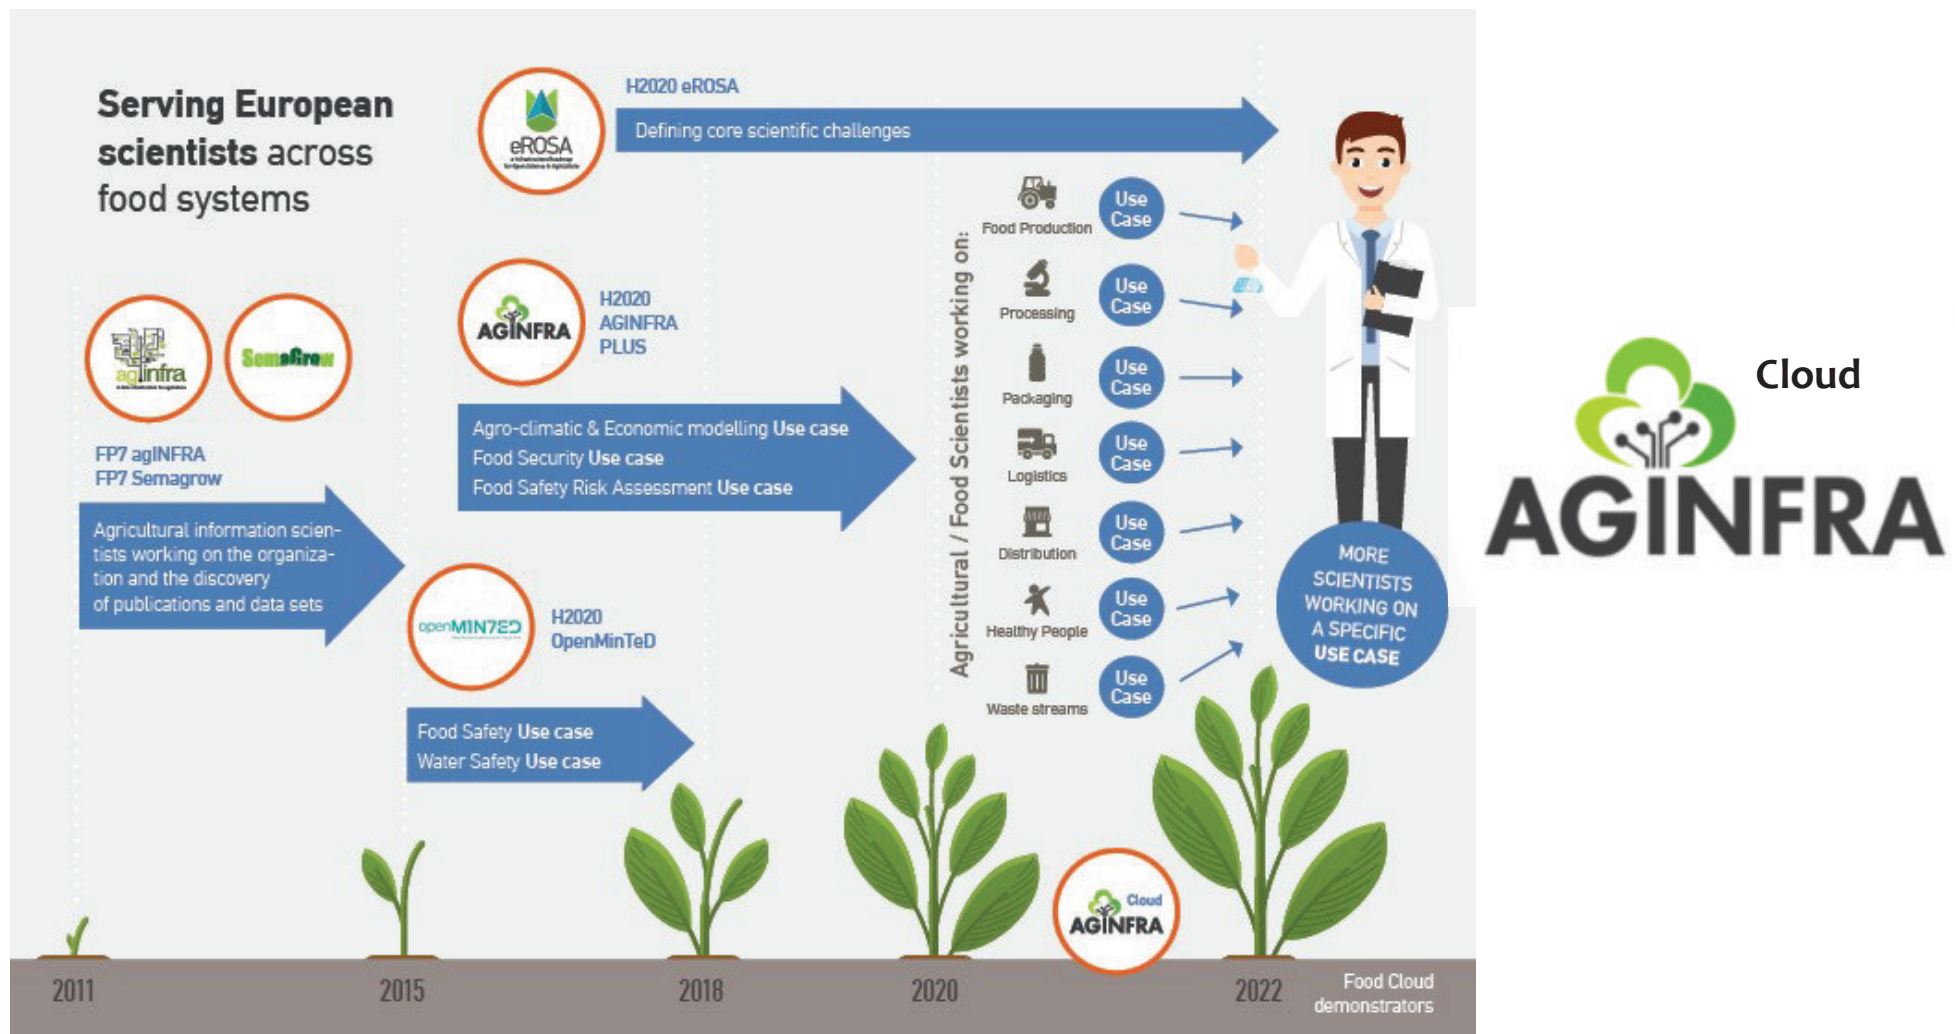 Serving European
scientists across
food systems
eROSA
H2020 eROSA
Defining core scientific challenges
aginfra
SemaGrow
FP7 agINFRA
FP7 Semagrow
Agricultural information scien-
tists working on the organiza-
tion and the discovery
of publications and data sets
AGINFRA
H2020
AGINFRA
PLUS
Agro-climatic & Economic modelling Use case
Food Security Use case
Food Safety Risk Assessment Use case
openMINTED
H2020
OpenMinTeD
Food Safety Use case
Water Safety Use case
Agricultural / Food Scientists working on:
Food Production
Use
Case
Processing
Use
Case
Packaging
Use
Case
Logistics
Use
Case
Distribution
Use
Case
Healthy People
Use
Case
Waste streams
Use
Case
MORE
SCIENTISTS
WORKING ON
A SPECIFIC
USE CASE
Cloud
AGINFRA
2011
2015
2018
2020
2022
Food Cloud
demonstrators
Cloud
AGINFRA